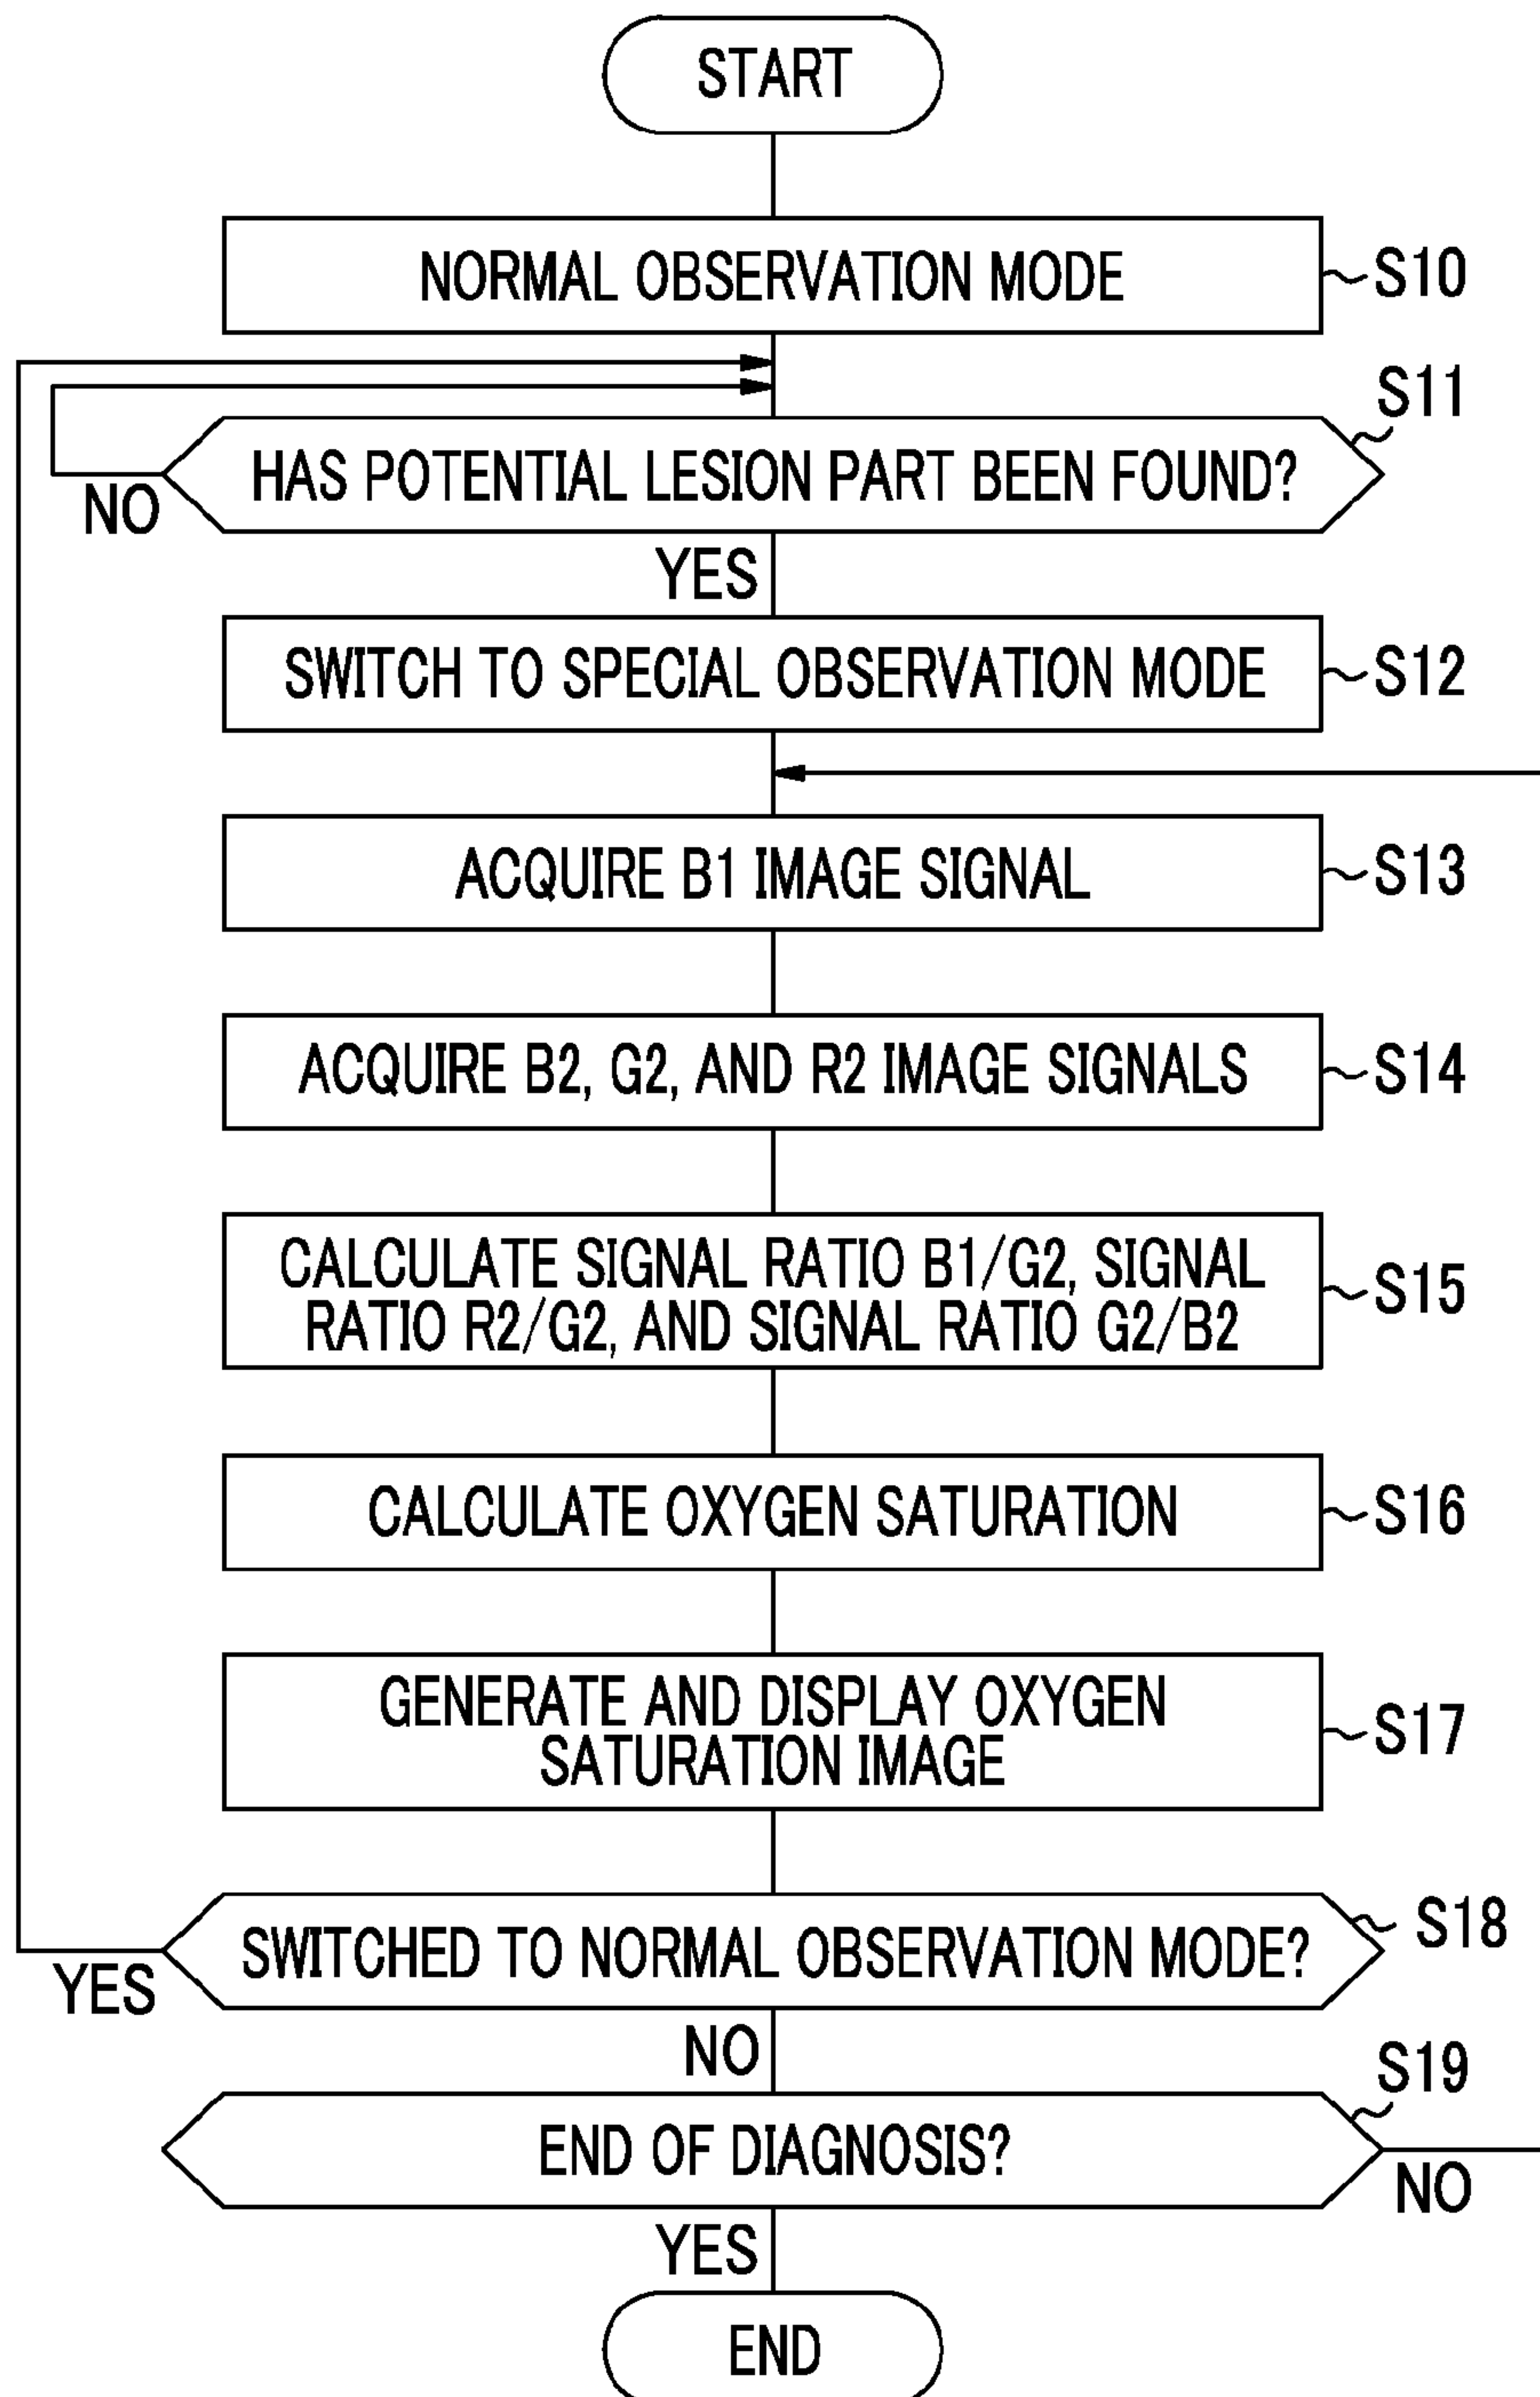 START
NORMAL OBSERVATION MODE
S10
S11
HAS POTENTIAL LESION PART BEEN FOUND?
NO
YES
SWITCH TO SPECIAL OBSERVATION MODE
S12
ACQUIRE B1 IMAGE SIGNAL
S13
ACQUIRE B2, G2, AND R2 IMAGE SIGNALS
S14
CALCULATE SIGNAL RATIO B1/G2, SIGNAL
RATIO R2/G2, AND SIGNAL RATIO G2/B2
S15
CALCULATE OXYGEN SATURATION
S16
GENERATE AND DISPLAY OXYGEN
SATURATION IMAGE
S17
SWITCHED TO NORMAL OBSERVATION MODE?
S18
YES
NO
S19
END OF DIAGNOSIS?
NO
YES
END